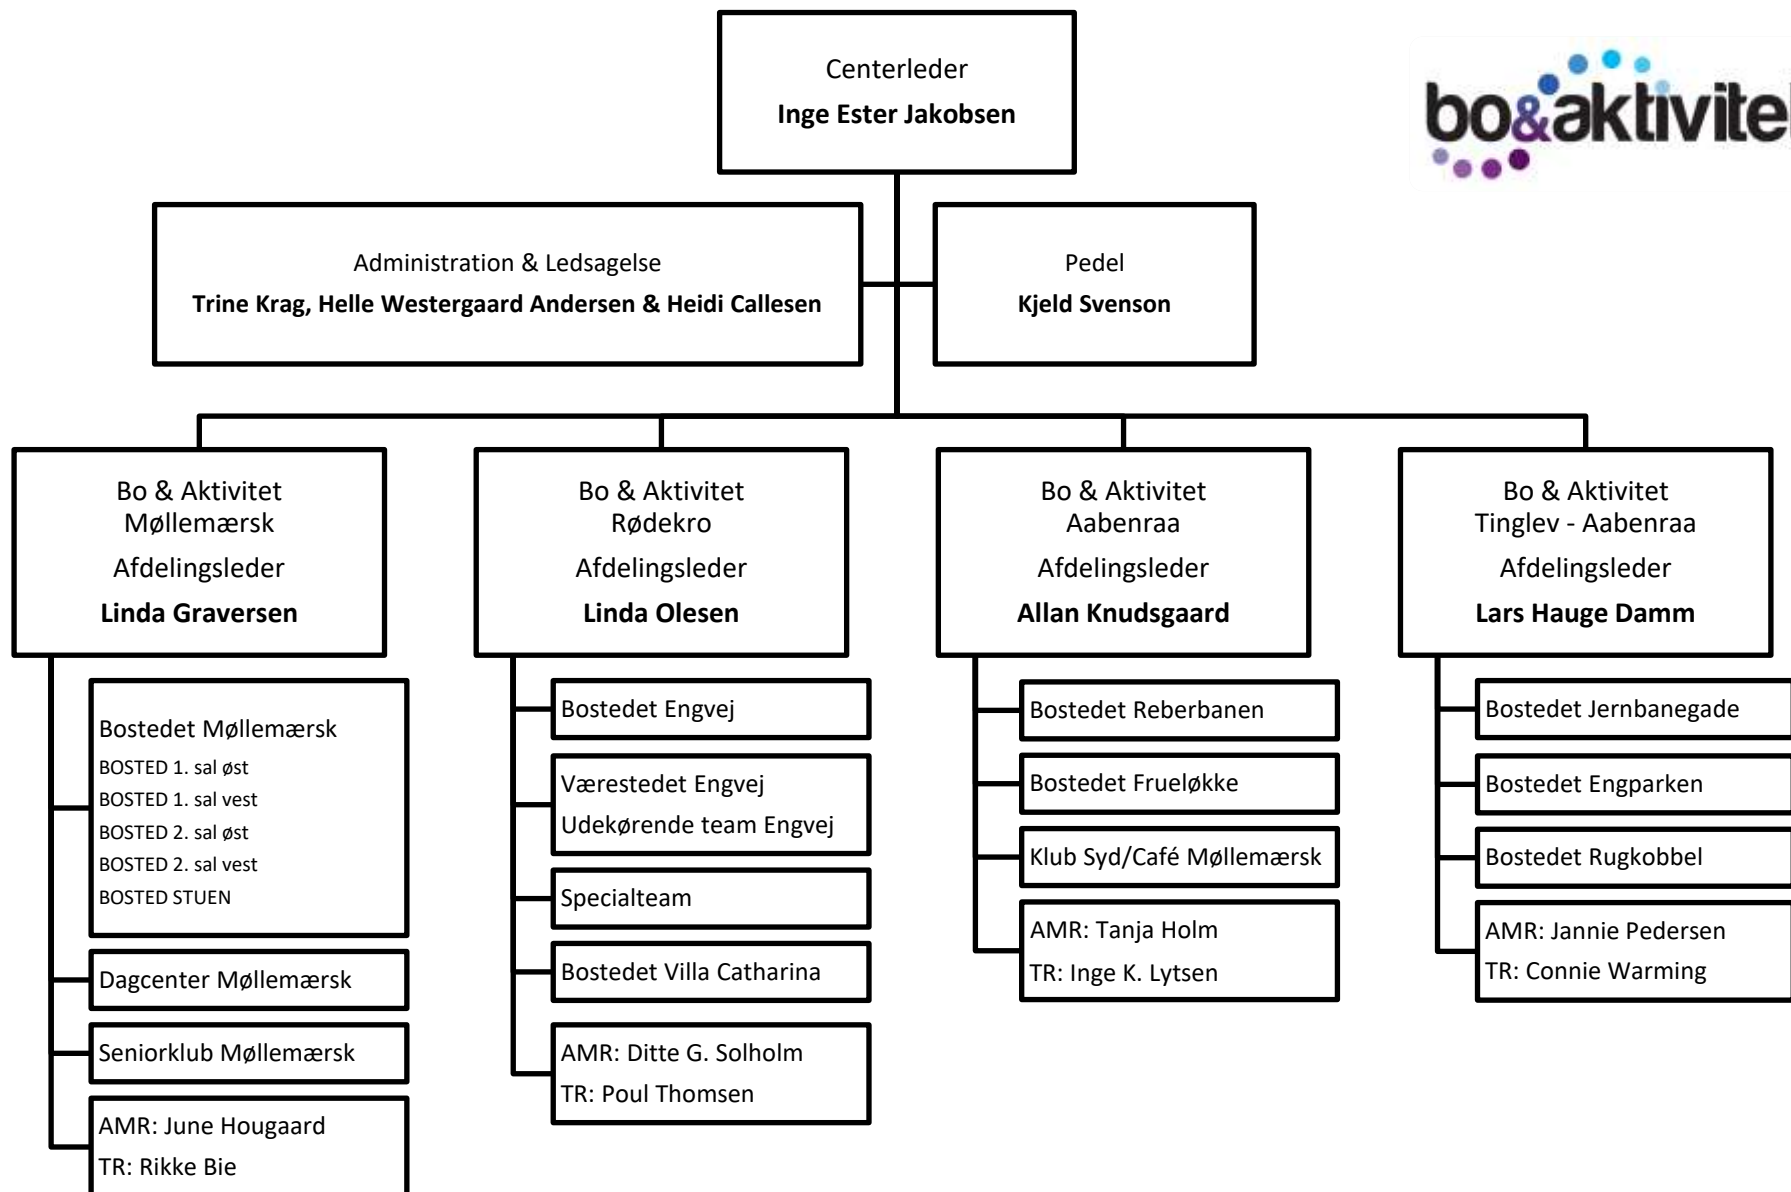 Centerleder
Inge Ester Jakobsen
bo&aktivitet
Administration & Ledsagelse
Trine Krag, Helle Westergaard Andersen & Heidi Callesen
Pedel
Kjeld Svenson
Bo & Aktivitet
Møllemærsk
Afdelingsleder
Linda Graversen
Bostedet Møllemærsk
BOSTED 1. sal øst
BOSTED 1. sal vest
BOSTED 2. sal øst
BOSTED 2. sal vest
BOSTED STUEN
Dagcenter Møllemærsk
Seniorklub Møllemærsk
AMR: June Hougaard
TR: Rikke Bie
Bo & Aktivitet
Rødekro
Afdelingsleder
Linda Olesen
Bostedet Engvej
Værestedet Engvej
Udekørende team Engvej
Specialteam
Bostedet Villa Catharina
AMR: Ditte G. Solholm
TR: Poul Thomsen
Bo & Aktivitet
Aabenraa
Afdelingsleder
Allan Knudsgaard
Bostedet Reberbanen
Bostedet Frueløkke
Klub Syd/Café Møllemærsk
AMR: Tanja Holm
TR: Inge K. Lytsen
Bo & Aktivitet
Tinglev - Aabenraa
Afdelingsleder
Lars Hauge Damm
Bostedet Jernbanegade
Bostedet Engparken
Bostedet Rugkobbel
AMR: Jannie Pedersen
TR: Connie Warming